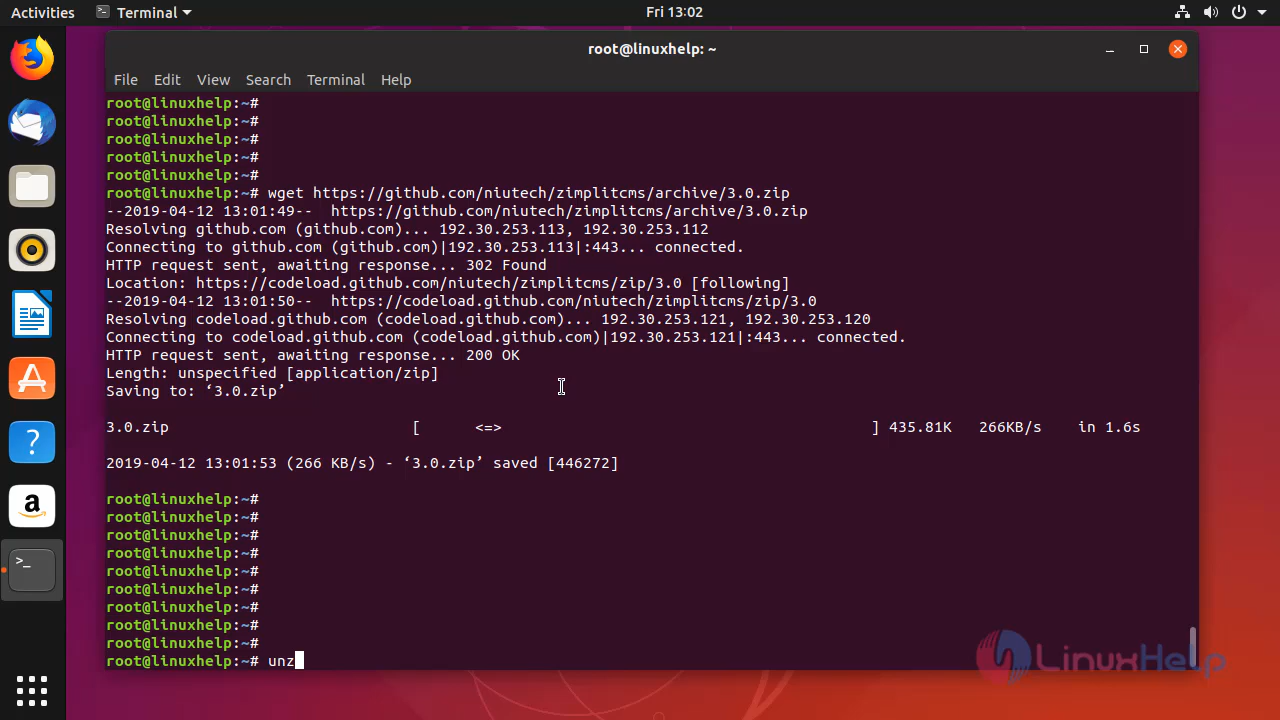 Activities Terminal Fri 13:02
root@linuxhelp: ~
File Edit View Search Terminal Help
root@linuxhelp:~#
root@linuxhelp:~#
root@linuxhelp:~#
root@linuxhelp:~#
root@linuxhelp:~#
root@linuxhelp:~# wget https://github.com/niutech/zimplitcms/archive/3.0.zip
--2019-04-12 13:01:49--  https://github.com/niutech/zimplitcms/archive/3.0.zip
Resolving github.com (github.com)... 192.30.253.113, 192.30.253.112
Connecting to github.com (github.com)|192.30.253.113|:443... connected.
HTTP request sent, awaiting response... 302 Found
Location: https://codeload.github.com/niutech/zimplitcms/zip/3.0 [following]
--2019-04-12 13:01:50--  https://codeload.github.com/niutech/zimplitcms/zip/3.0
Resolving codeload.github.com (codeload.github.com)... 192.30.253.121, 192.30.253.120
Connecting to codeload.github.com (codeload.github.com)|192.30.253.121|:443... connected.
HTTP request sent, awaiting response... 200 OK
Length: unspecified [application/zip]
Saving to: ‘3.0.zip’
3.0.zip [ <=> ] 435.81K 266KB/s in 1.6s
2019-04-12 13:01:53 (266 KB/s) - ‘3.0.zip’ saved [446272]
root@linuxhelp:~#
root@linuxhelp:~#
root@linuxhelp:~#
root@linuxhelp:~#
root@linuxhelp:~#
root@linuxhelp:~#
root@linuxhelp:~#
root@linuxhelp:~#
root@linuxhelp:~#
root@linuxhelp:~# unz
LinuxHelp